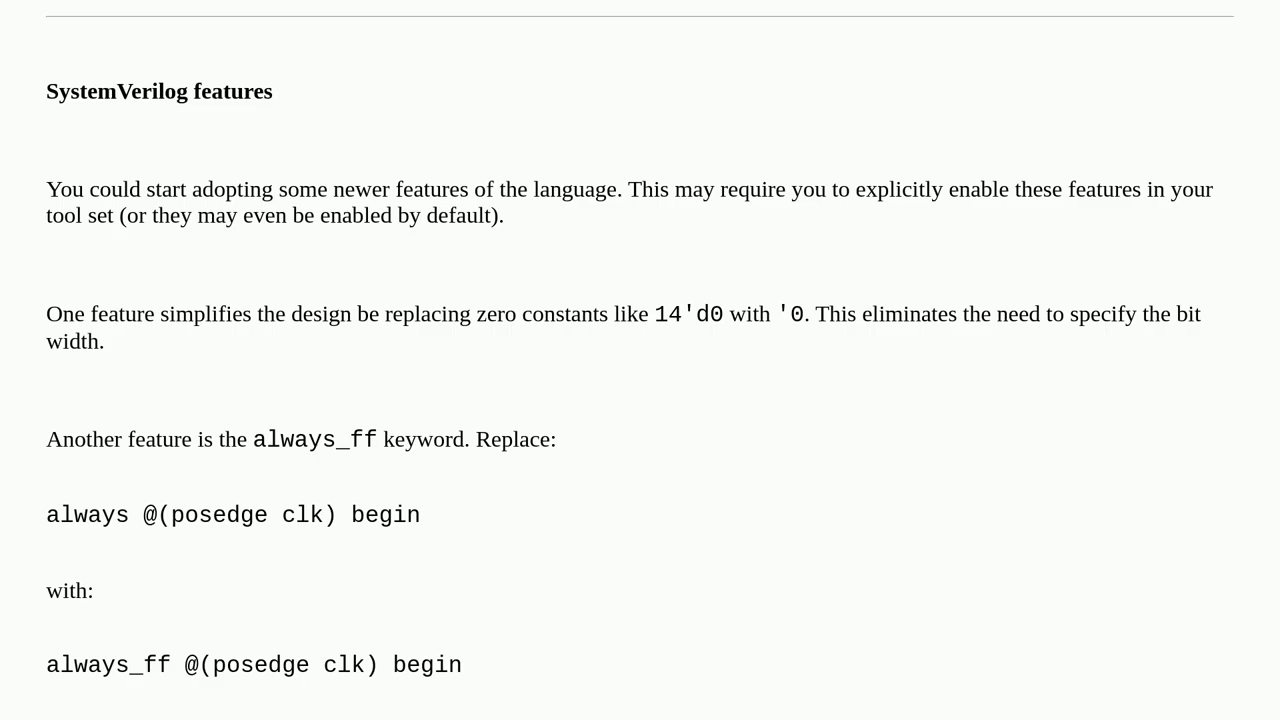 SystemVerilog features
You could start adopting some newer features of the language. This may require you to explicitly enable these features in your
tool set (or they may even be enabled by default).
One feature simplifies the design be replacing zero constants like 14'd0 with '0. This eliminates the need to specify the bit
width.
Another feature is the always_ff keyword. Replace:
always @(posedge clk) begin
with:
always_ff @(posedge clk) begin